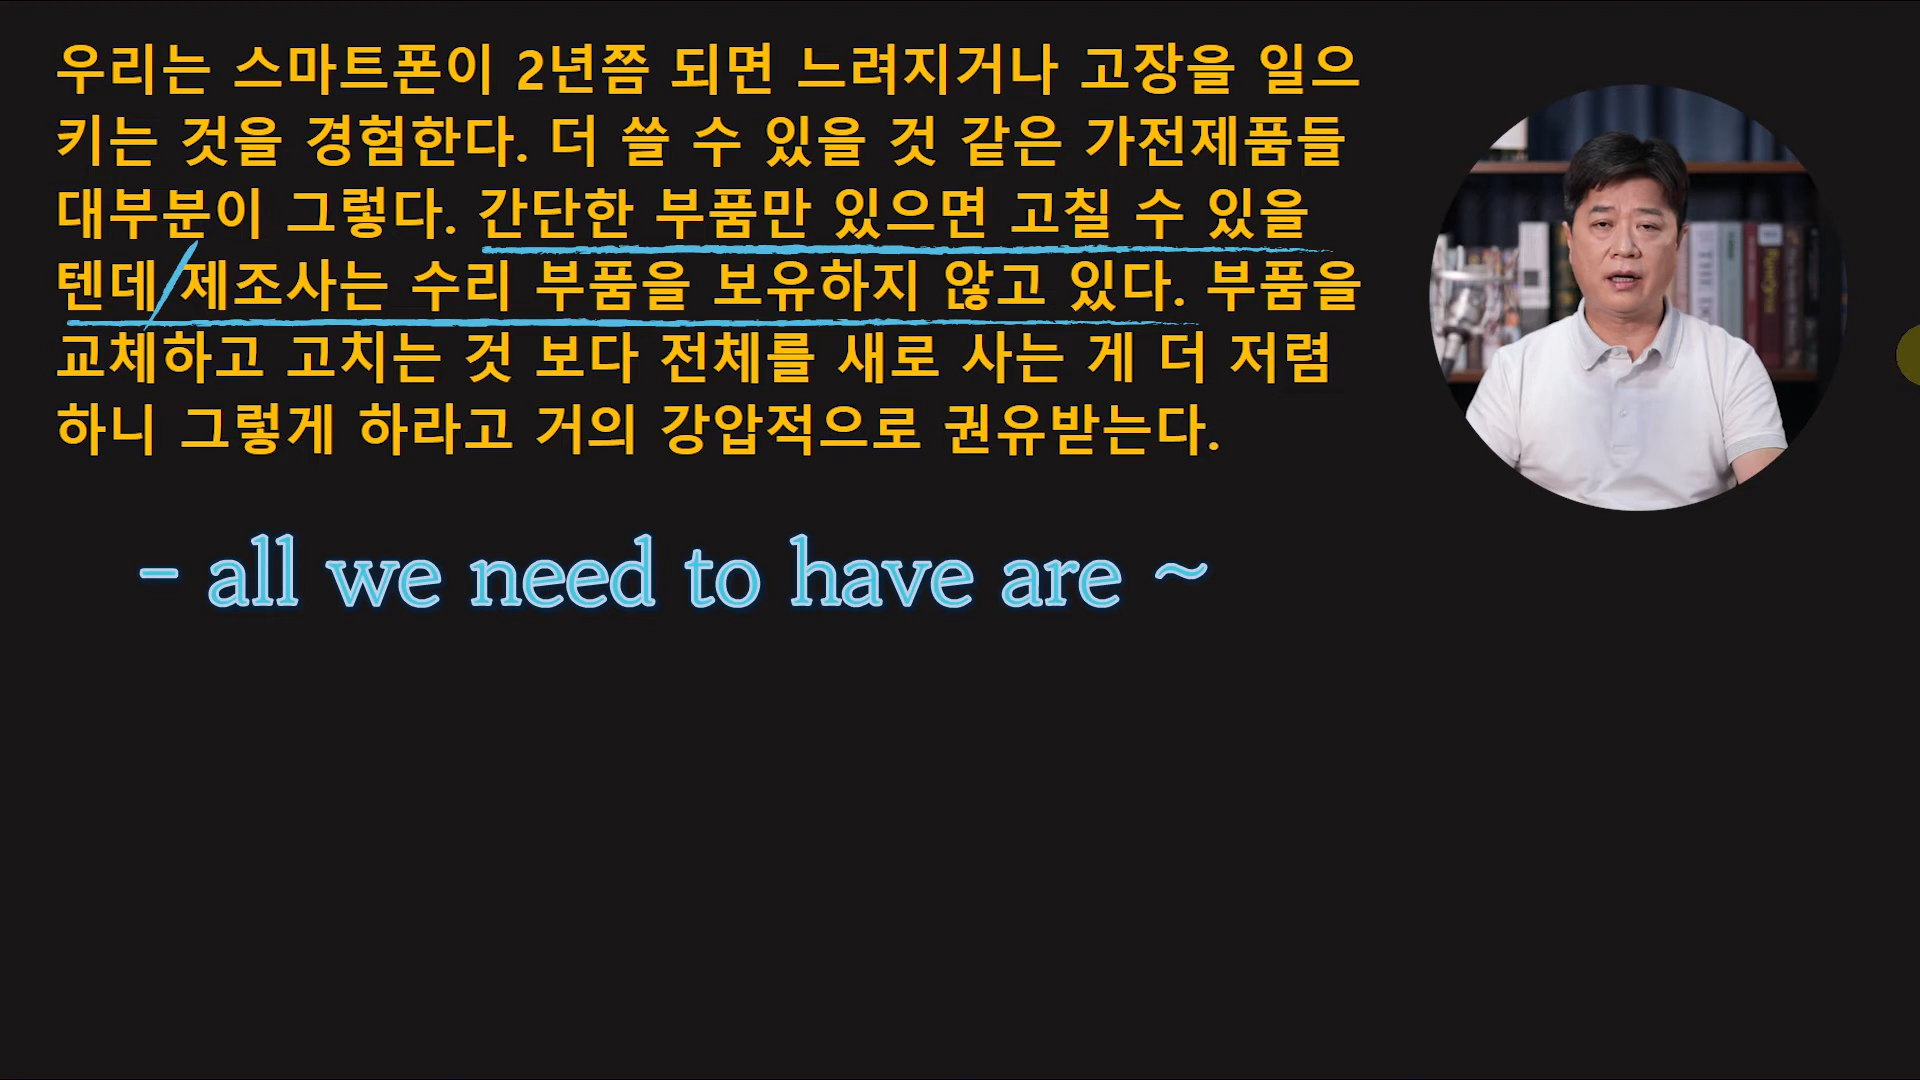 우리는 스마트폰이 2년쯤 되면 느려지거나 고장을 일으
키는 것을 경험한다. 더 쓸 수 있을 것 같은 가전제품들
대부분이 그렇다. 간단한 부품만 있으면 고칠 수 있을
텐데 제조사는 수리 부품을 보유하지 않고 있다. 부품을
교체하고 고치는 것 보다 전체를 새로 사는 게 더 저렴
하니 그렇게 하라고 거의 강압적으로 권유받는다.
- all we need to have are ~